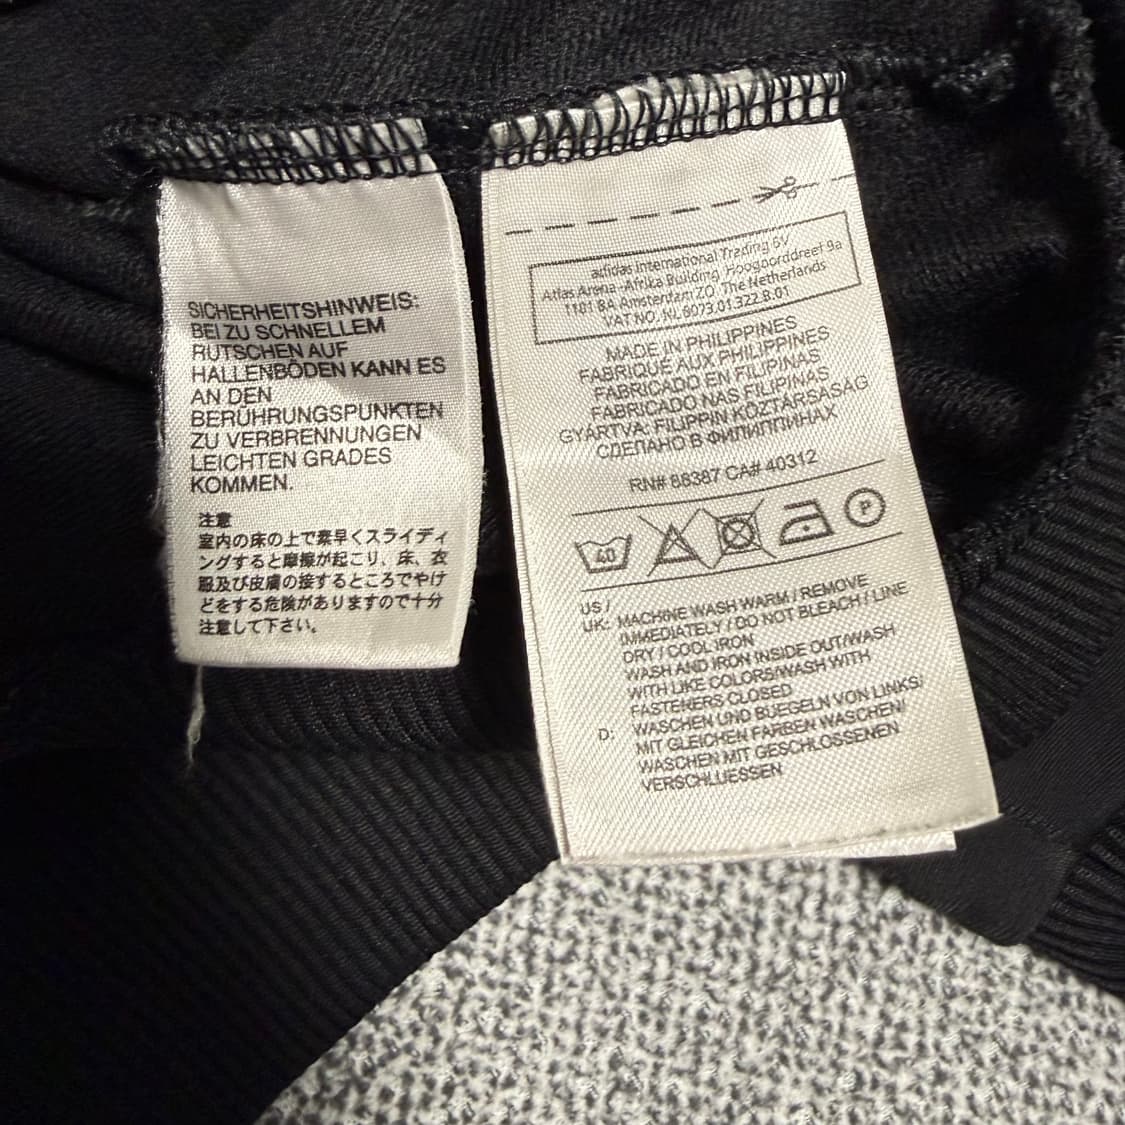 SICHERHEITSHINWEIS:
BEI ZU SCHNELLEM
RUTSCHEN AUF
HALLENBÖDEN KANN ES
AN DEN
BERÜHRUNGSPUNKTEN
ZU VERBRENNUNGEN
LEICHTEN GRADES
KOMMEN.
注意
室内の床の上で素早くスライディ
ングすると摩擦が起こり、床、衣
服及び皮膚の接するところでやけ
どをする危険がありますので十分
注意して下さい。
adidas International Trading BV
Atlas Arena -Afrika Building ,Hoogoorddreef 9a
1101 BA Amsterdam ZO, The Netherlands
VAT NO. NL 8073.01.322.B.01
MADE IN PHILIPPINES
FABRIQUÉ AUX PHILIPPINES
FABRICADO EN FILIPINAS
FABRICADO NAS FILIPINAS
GYÁRTVA: FILIPPIN KÖZTÁRSASÁG
СДЕЛАНО В ФИЛИППИНАХ
RN# 88387 CA# 40312
40
P
US /
UK: MACHINE WASH WARM / REMOVE
IMMEDIATELY / DO NOT BLEACH / LINE
DRY / COOL IRON
WASH AND IRON INSIDE OUT/WASH
WITH LIKE COLORS/WASH WITH
FASTENERS CLOSED
D: WASCHEN UND BÜEGELN VON LINKS/
MIT GLEICHEN FARBEN WASCHEN/
WASCHEN MIT GESCHLOSSENEN
VERSCHLUESSEN